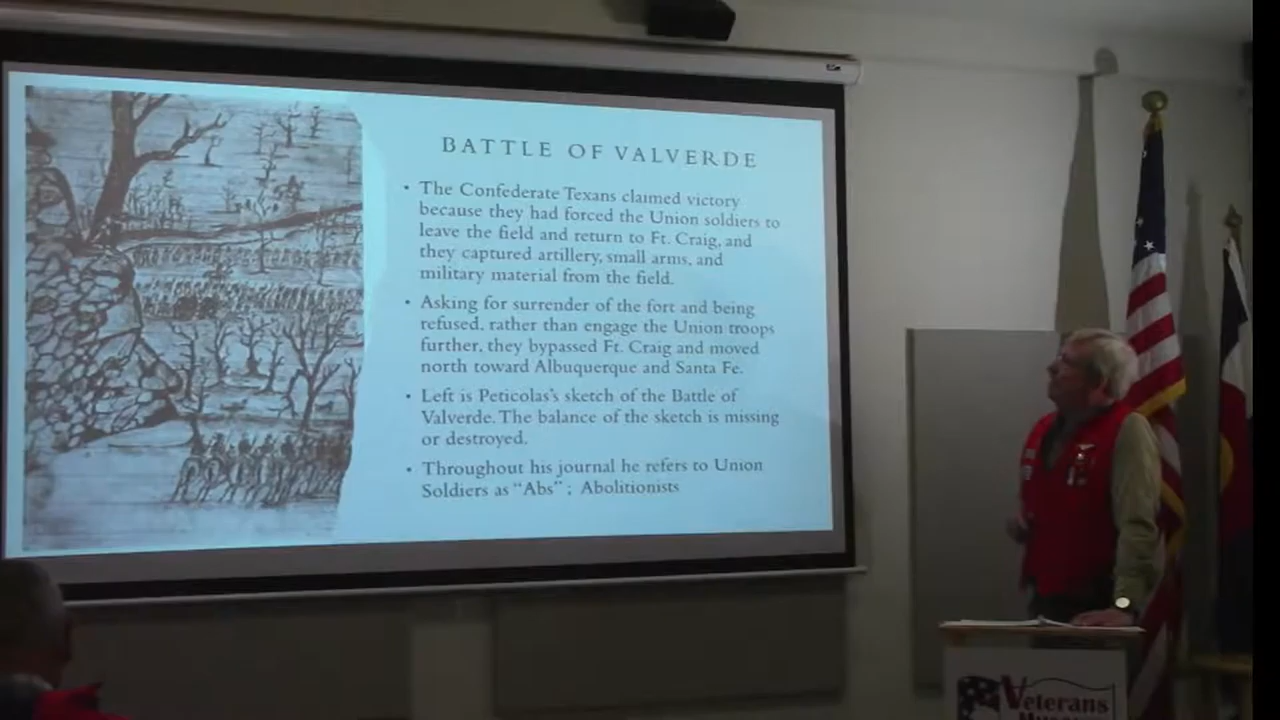 BATTLE OF VALVERDE
• The Confederate Texans claimed victory
because they had forced the Union soldiers to
leave the field and return to Ft. Craig, and
they captured artillery, small arms, and
military material from the field.
• Asking for surrender of the fort and being
refused, rather than engage the Union troops
further, they bypassed Ft. Craig and moved
north toward Albuquerque and Santa Fe.
• Left is Peticolas's sketch of the Battle of
Valverde. The balance of the sketch is missing
or destroyed.
• Throughout his journal he refers to Union
Soldiers as "Abs" ; Abolitionists
Veterans